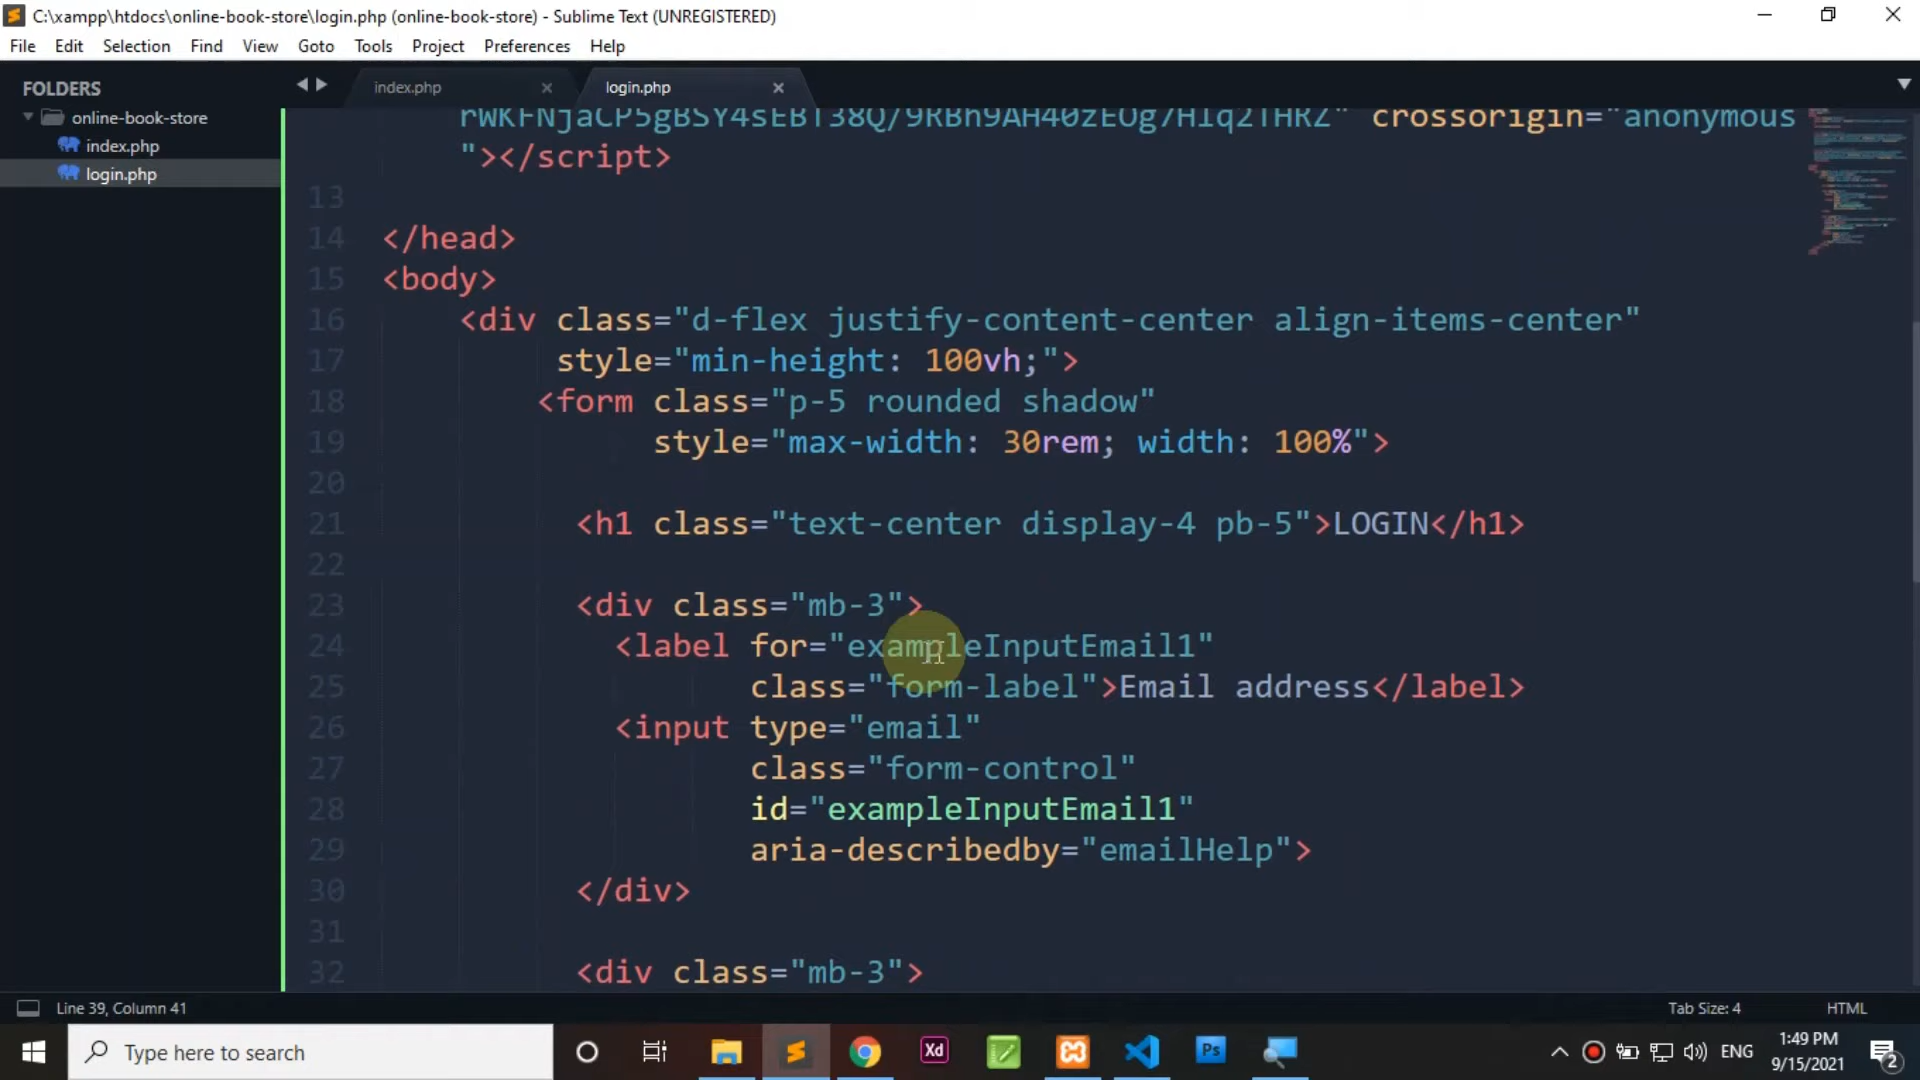 C:\xampp\htdocs\online-book-store\login.php (online-book-store) - Sublime Text (UNREGISTERED)
File Edit Selection Find View Goto Tools Project Preferences Help
FOLDERS
online-book-store
index.php
login.php
index.php
login.php
rWKFNjaCP5gBSY4sEBT38Q/9RBh9AH40zEOg7Hlq2THRZ" crossorigin="anonymous
"></script>
13
14 </head>
15 <body>
16 <div class="d-flex justify-content-center align-items-center"
17 style="min-height: 100vh;">
18 <form class="p-5 rounded shadow"
19 style="max-width: 30rem; width: 100%">
20
21 <h1 class="text-center display-4 pb-5">LOGIN</h1>
22
23 <div class="mb-3">
24 <label for="exampleInputEmail1"
25 class="form-label">Email address</label>
26 <input type="email"
27 class="form-control"
28 id="exampleInputEmail1"
29 aria-describedby="emailHelp">
30 </div>
31
32 <div class="mb-3">
Line 39, Column 41
Tab Size: 4
HTML
Type here to search
Xd
Ps
ENG
1:49 PM
9/15/2021
2